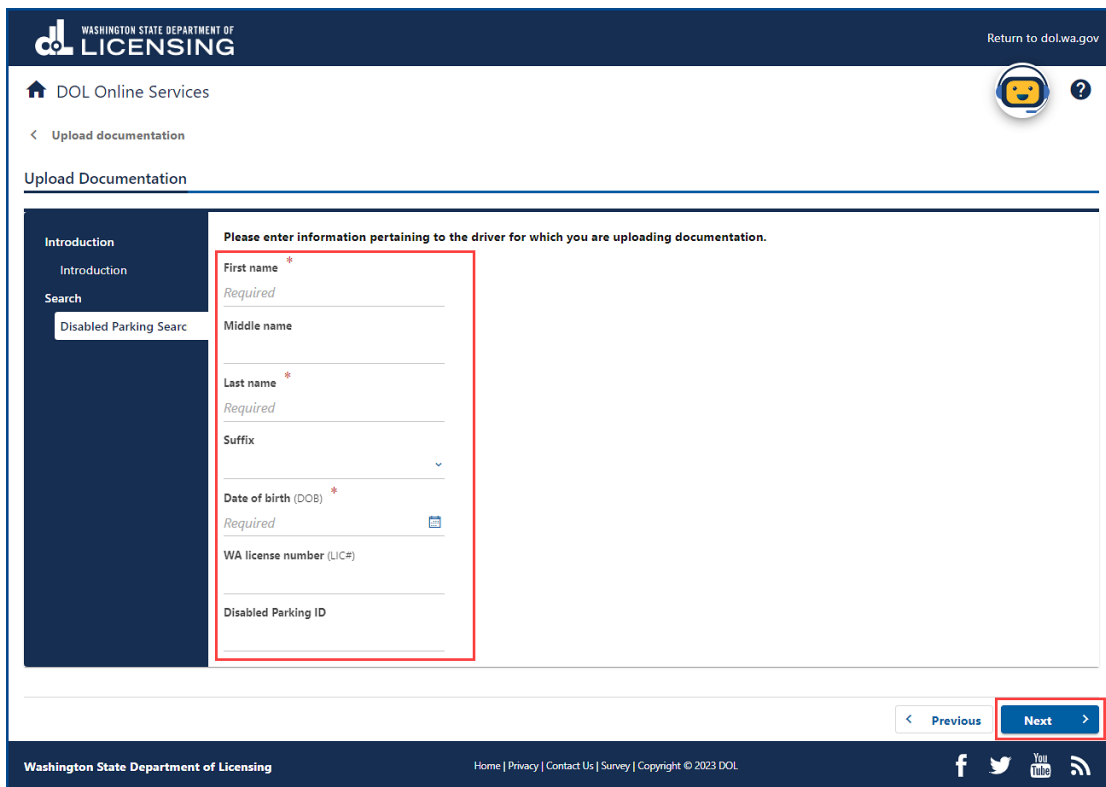 WASHINGTON STATE DEPARTMENT OF
dol LICENSING
Return to dol.wa.gov
DOL Online Services
?
< Upload documentation
Upload Documentation
Introduction
Introduction
Search
Disabled Parking Searc
Please enter information pertaining to the driver for which you are uploading documentation.
First name *
Required
Middle name
Last name *
Required
Suffix
Date of birth (DOB) *
Required
WA license number (LIC#)
Disabled Parking ID
< Previous
Next >
Washington State Department of Licensing
Home | Privacy | Contact Us | Survey | Copyright © 2023 DOL
f
You
Tube